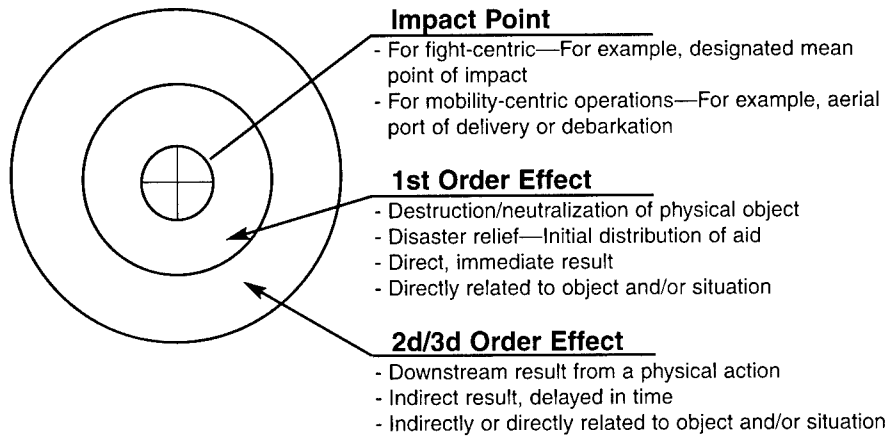 Impact Point
- For fight-centric—For example, designated mean
point of impact
- For mobility-centric operations—For example, aerial
port of delivery or debarkation
1st Order Effect
- Destruction/neutralization of physical object
- Disaster relief—Initial distribution of aid
- Direct, immediate result
- Directly related to object and/or situation
2d/3d Order Effect
- Downstream result from a physical action
- Indirect result, delayed in time
- Indirectly or directly related to object and/or situation